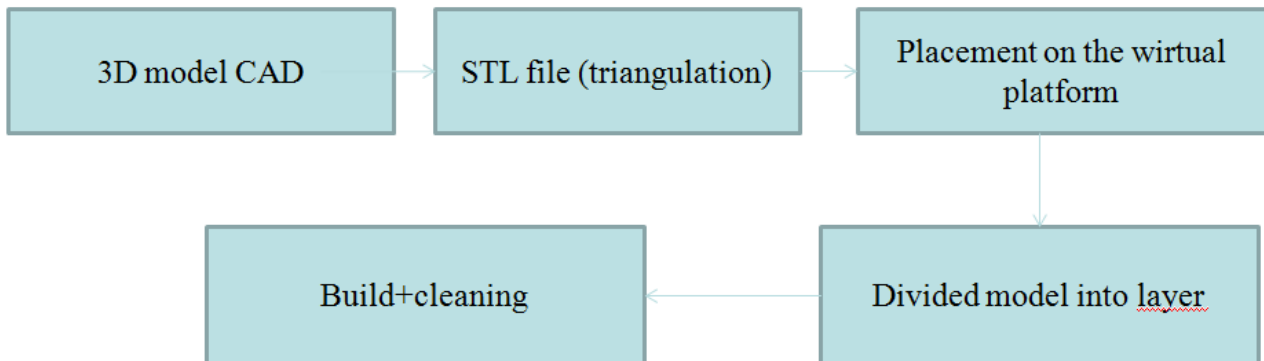 3D model CAD
STL file (triangulation)
Placement on the wirtual
platform
Divided model into layer
Build+cleaning